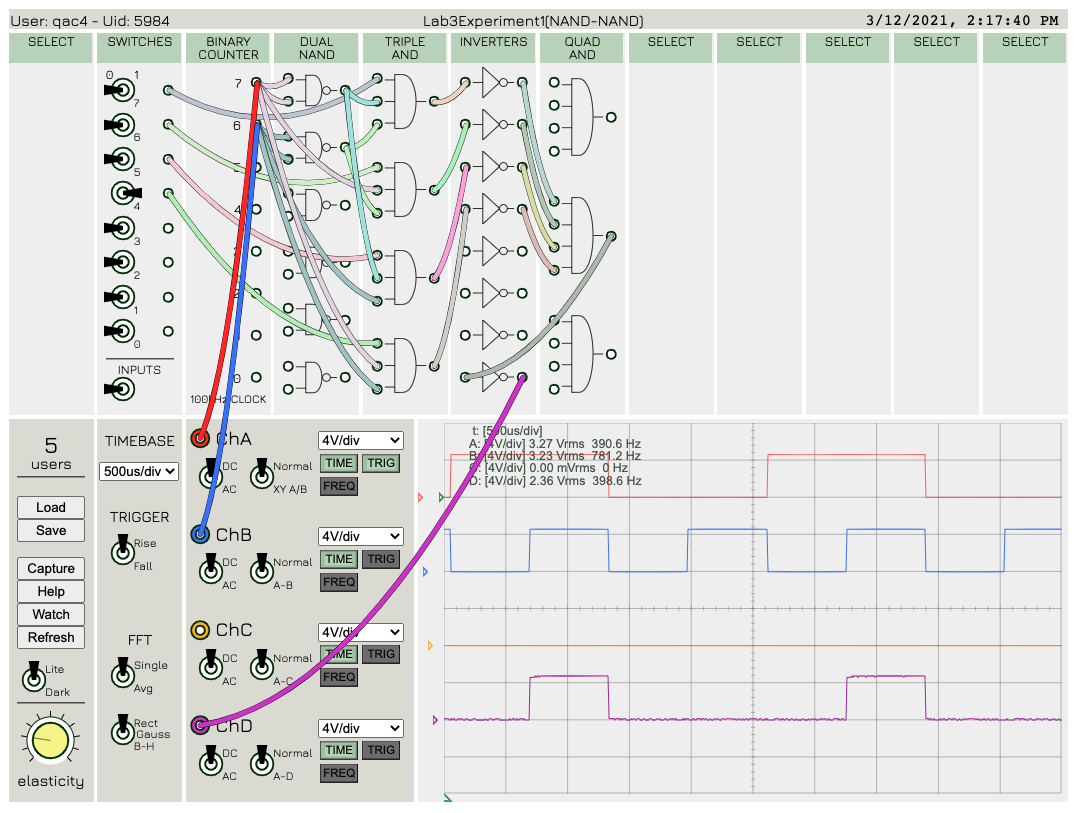 User: qac4 - Uid: 5984
Lab3Experiment1(NAND-NAND)
3/12/2021, 2:17:40 PM
SELECT
SWITCHES
BINARY
COUNTER
DUAL
NAND
TRIPLE
AND
INVERTERS
QUAD
AND
SELECT
SELECT
SELECT
SELECT
SELECT
0 1
7
6
5
4
3
2
1
0
INPUTS
7
6
5
4
3
2
1
0
100kHz CLOCK
5
users
Load
Save
Capture
Help
Watch
Refresh
Lite
Dark
elasticity
TIMEBASE
500us/div
TRIGGER
Rise
Fall
FFT
Single
Avg
Rect
Gauss
B-H
ChA
4V/div
DC
AC
Normal
XY A/B
TIME
TRIG
FREQ
ChB
4V/div
DC
AC
Normal
A-B
TIME
TRIG
FREQ
ChC
4V/div
DC
AC
Normal
A-C
TIME
TRIG
FREQ
ChD
4V/div
DC
AC
Normal
A-D
TIME
TRIG
FREQ
t: [500us/div]
A: [4V/div] 3.27 Vrms 390.6 Hz
B: [4V/div] 3.23 Vrms 781.2 Hz
C: [4V/div] 0.00 mVrms 0 Hz
D: [4V/div] 2.36 Vrms 398.6 Hz